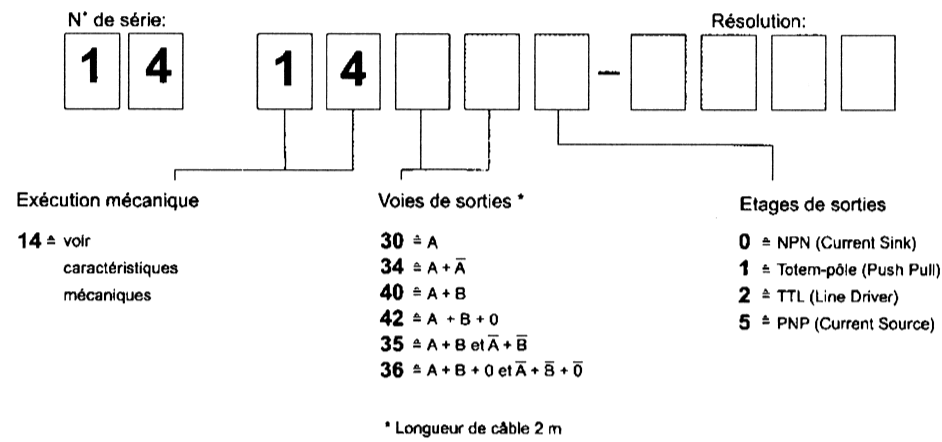 N° de série: Résolution:
1 4 1 4 –
Exécution mécanique
14 ≙ voir
caractéristiques
mécaniques
Voies de sorties *
30 ≙ A
34 ≙ A + A̅
40 ≙ A + B
42 ≙ A + B + 0
35 ≙ A + B et A̅ + B̅
36 ≙ A + B + 0 et A̅ + B̅ + 0̅
* Longueur de câble 2 m
Etages de sorties
0 ≙ NPN (Current Sink)
1 ≙ Totem-pôle (Push Pull)
2 ≙ TTL (Line Driver)
5 ≙ PNP (Current Source)